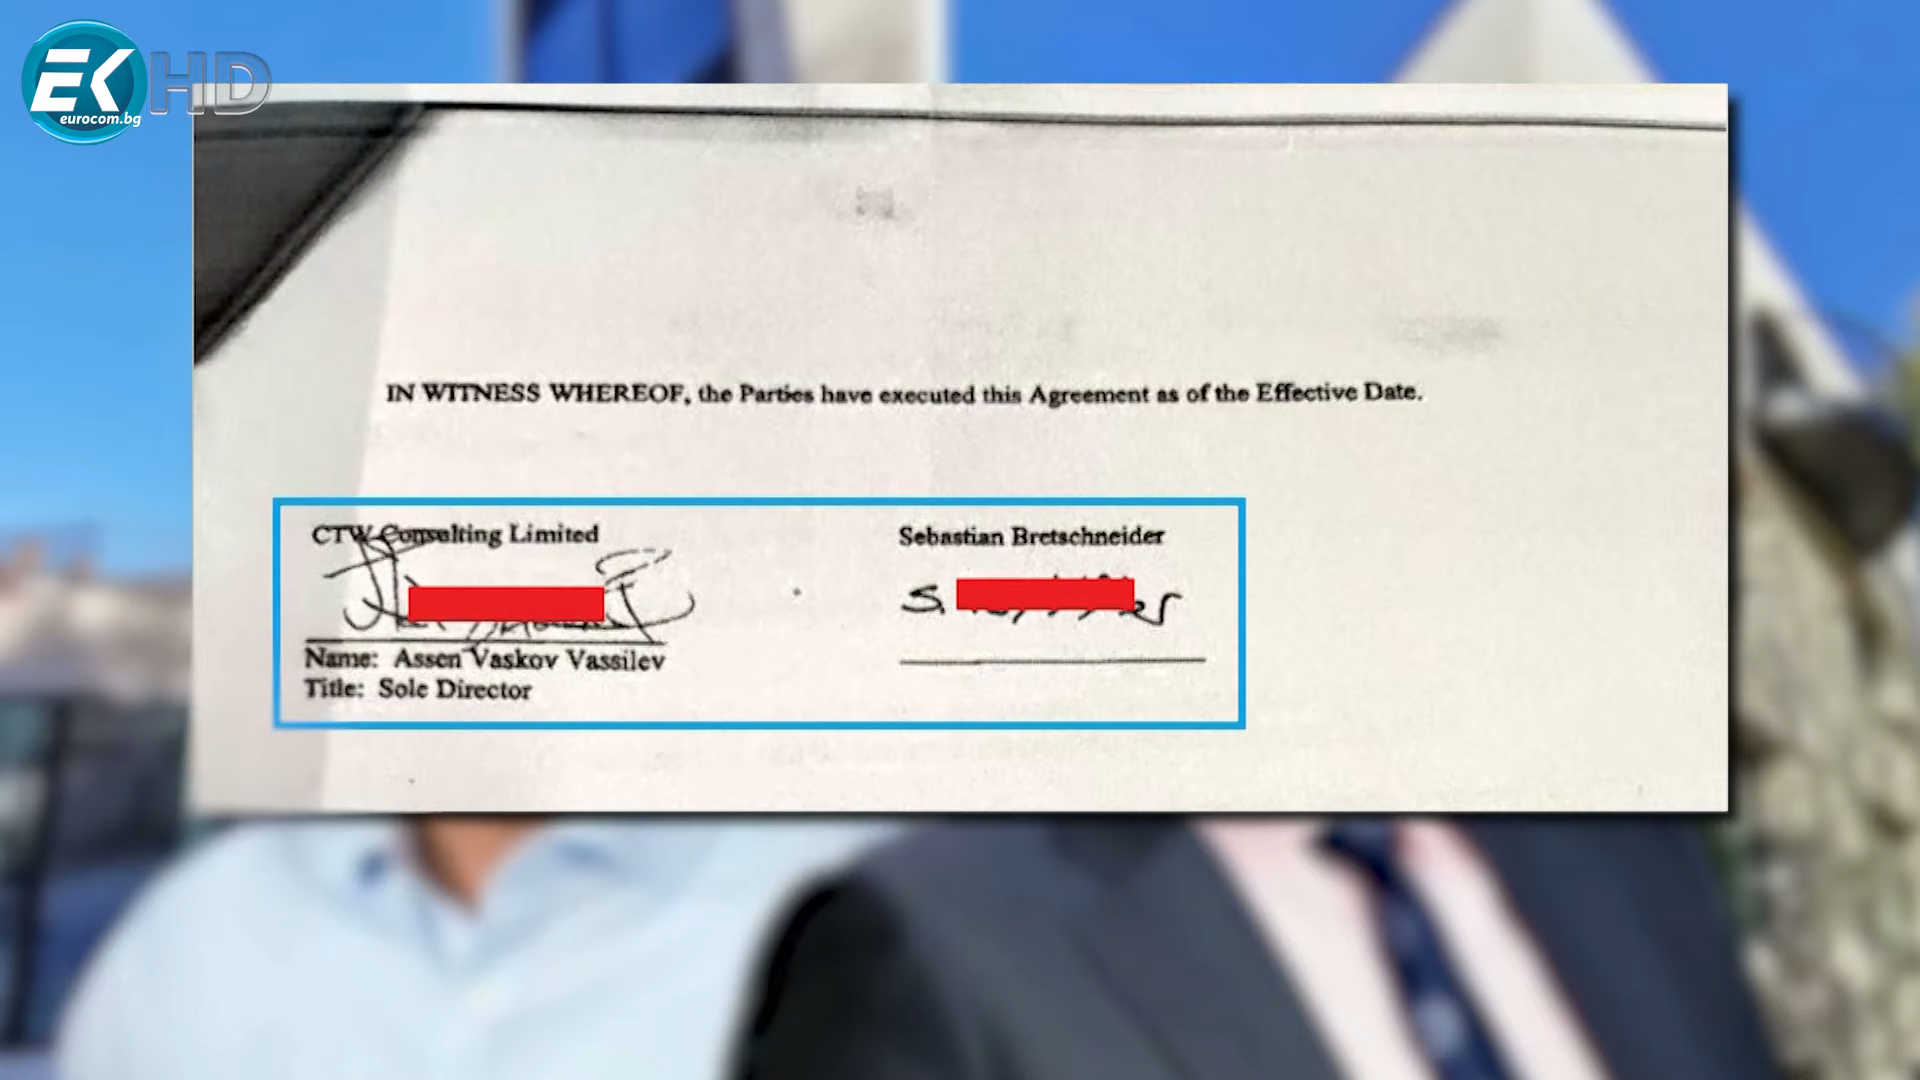 EK HD
eurocom.bg
IN WITNESS WHEREOF, the Parties have executed this Agreement as of the Effective Date.
CTW Consulting Limited
Sebastian Bretschneider
S.
Name: Assen Vaskov Vassilev
Title: Sole Director